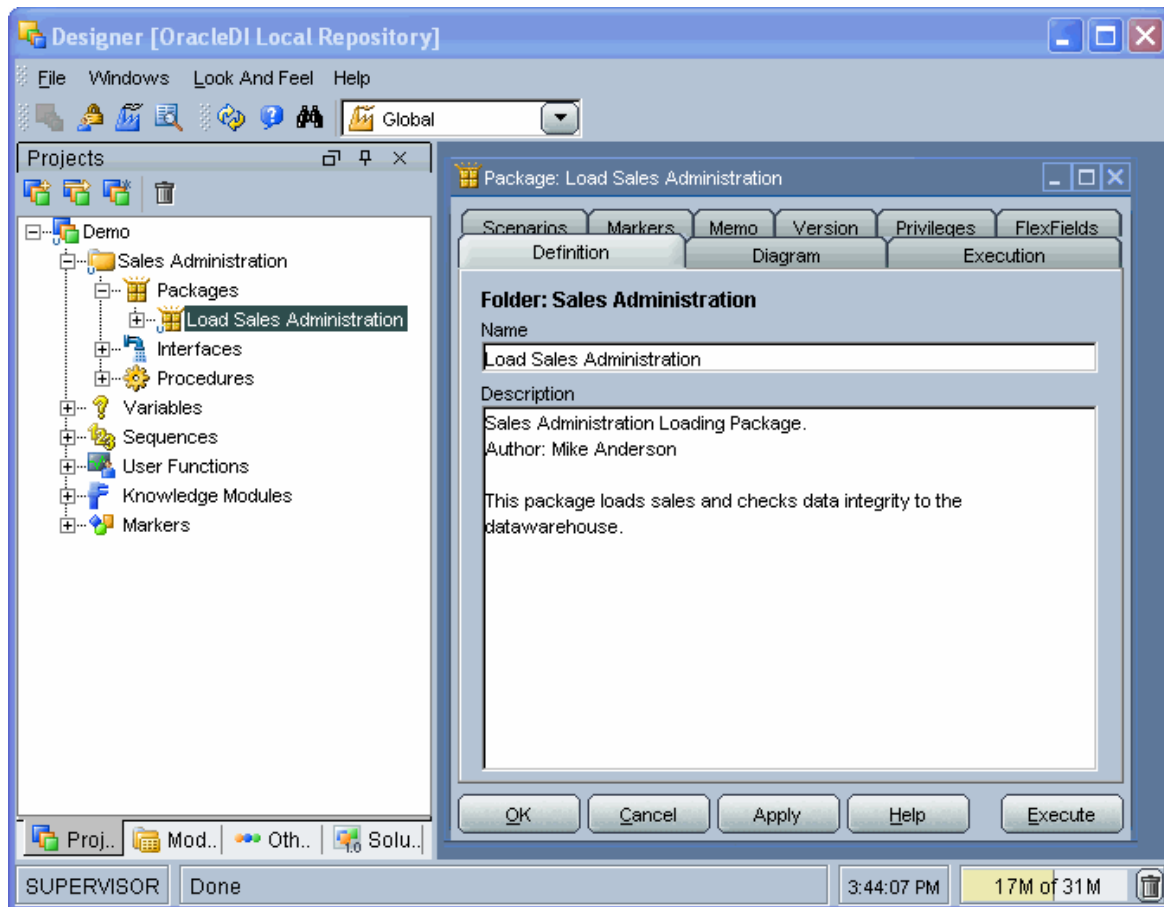 Designer [OracleDI Local Repository]
File Windows Look And Feel Help
Global
Projects
Demo
Sales Administration
Packages
Load Sales Administration
Interfaces
Procedures
Variables
Sequences
User Functions
Knowledge Modules
Markers
Proj.. Mod.. Oth.. 1.0 Solu..
Package: Load Sales Administration
Scenarios Markers Memo Version Privileges FlexFields
Definition Diagram Execution
Folder: Sales Administration
Name
Load Sales Administration
Description
Sales Administration Loading Package.
Author: Mike Anderson
This package loads sales and checks data integrity to the
datawarehouse.
OK Cancel Apply Help Execute
SUPERVISOR Done 3:44:07 PM 17M of 31M